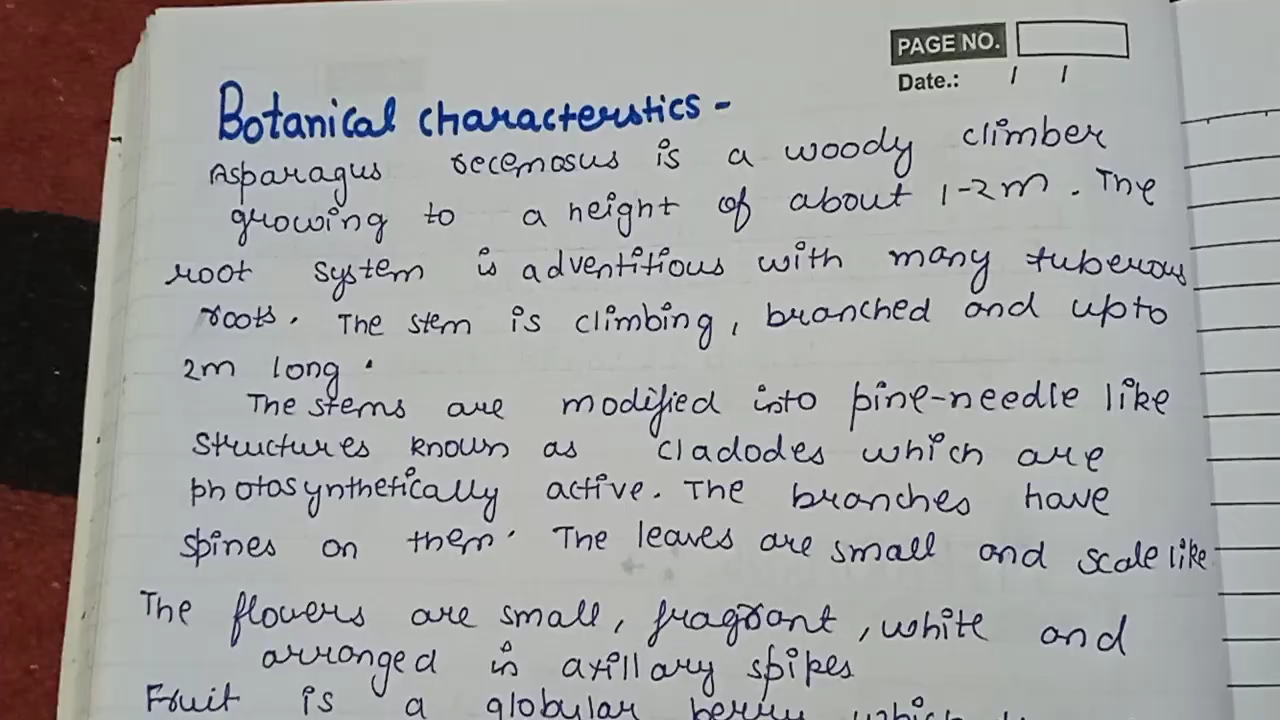 PAGE NO.
Date.: / /
Botanical characterstics -
Asparagus recemosus is a woody climber
growing to a height of about 1-2m. The
root system is adventitious with many tuberous
roots. The stem is climbing, branched and upto
2m long.
The stems are modified into pine-needle like
structures known as cladodes which are
photosynthetically active. The branches have
spines on them. The leaves are small and scale like
The flowers are small, fragrant, white and
arranged in axillary spikes
Fruit is a globular berry which